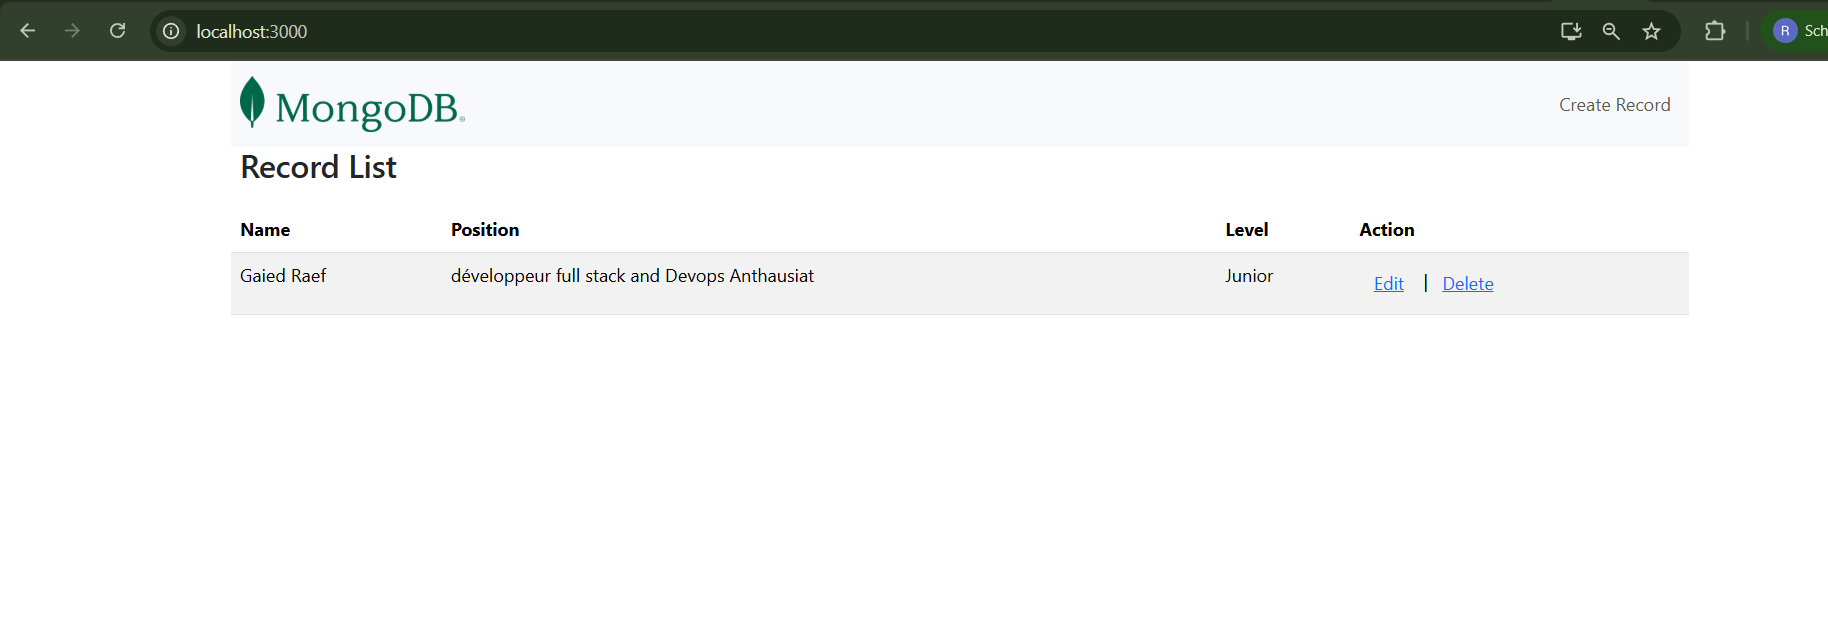 localhost:3000
R Sch
MongoDB®
Create Record
Record List
Name Position Level Action
Gaied Raef développeur full stack and Devops Anthausiat Junior Edit | Delete